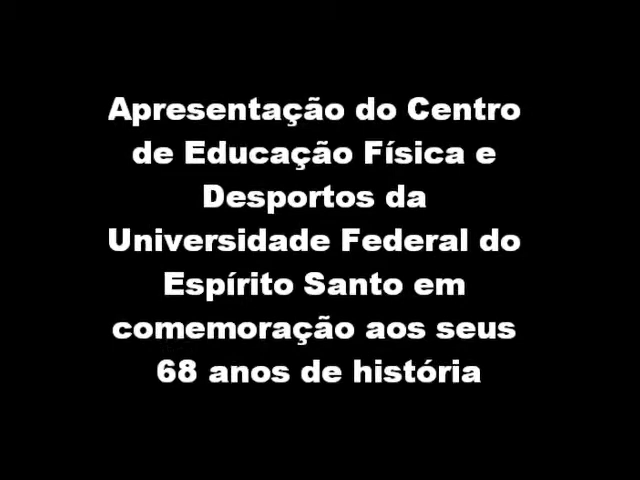 Apresentação do Centro
de Educação Física e
Desportos da
Universidade Federal do
Espírito Santo em
comemoração aos seus
68 anos de história